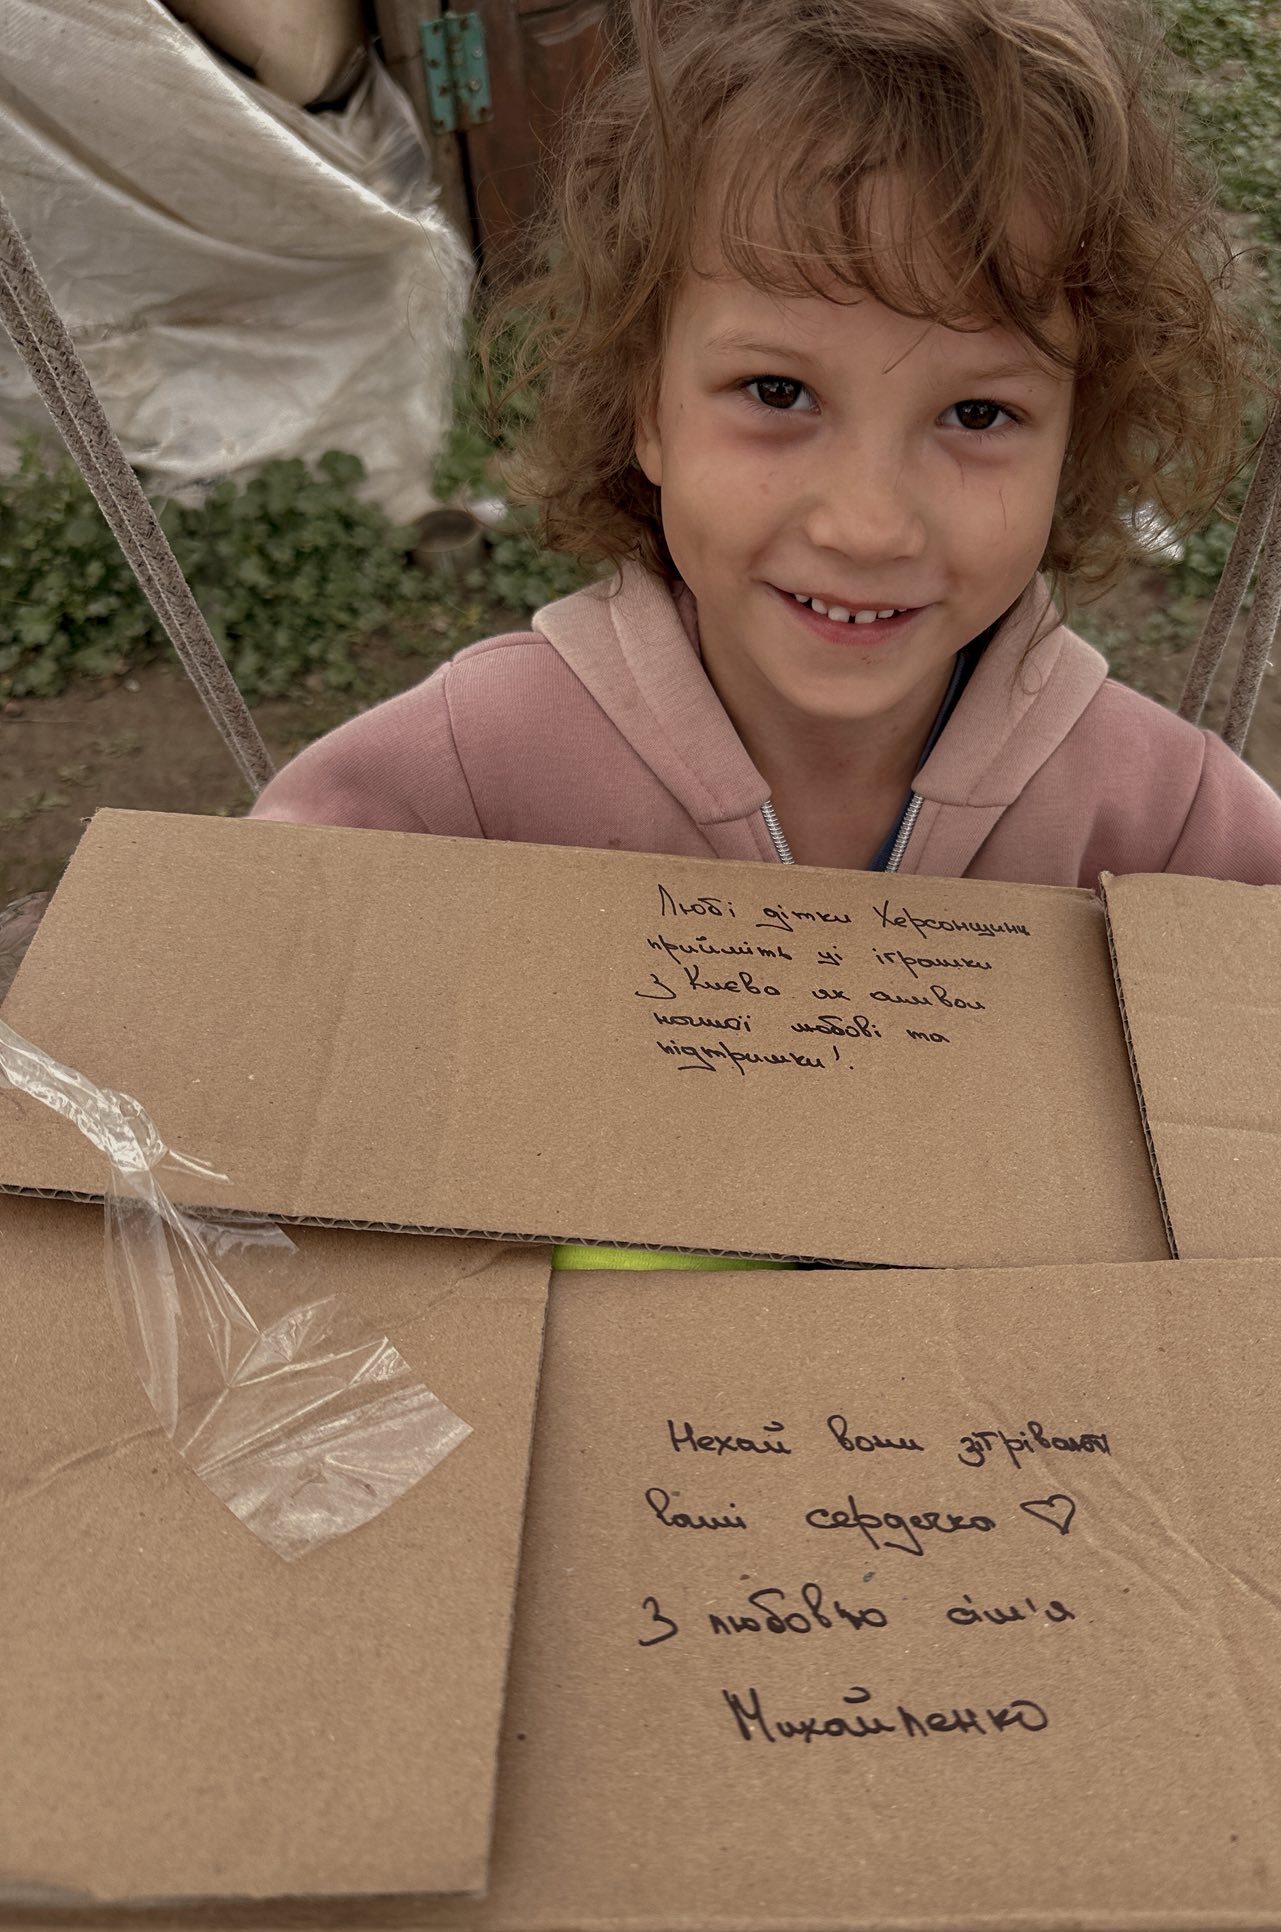 Любі дітки Херсонщини
прийміть ці іграшки
з Києва як символ
нашої любові та
підтримки!
Нехай вони зігрівають
ваші сердечка ♡
З любов'ю сім'я
Михайленко